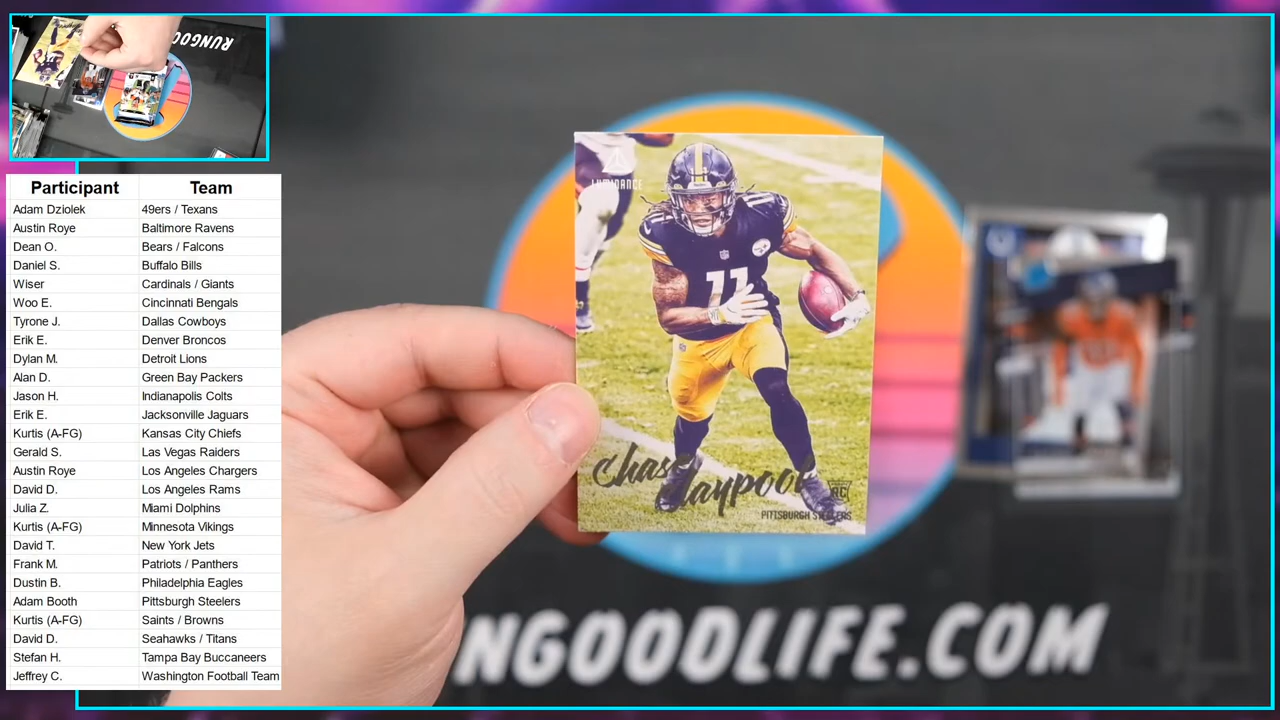 RUNGOODL
Participant Team
Adam Dziolek 49ers / Texans
Austin Roye Baltimore Ravens
Dean O. Bears / Falcons
Daniel S. Buffalo Bills
Wiser Cardinals / Giants
Woo E. Cincinnati Bengals
Tyrone J. Dallas Cowboys
Erik E. Denver Broncos
Dylan M. Detroit Lions
Alan D. Green Bay Packers
Jason H. Indianapolis Colts
Erik E. Jacksonville Jaguars
Kurtis (A-FG) Kansas City Chiefs
Gerald S. Las Vegas Raiders
Austin Roye Los Angeles Chargers
David D. Los Angeles Rams
Julia Z. Miami Dolphins
Kurtis (A-FG) Minnesota Vikings
David T. New York Jets
Frank M. Patriots / Panthers
Dustin B. Philadelphia Eagles
Adam Booth Pittsburgh Steelers
Kurtis (A-FG) Saints / Browns
David D. Seahawks / Titans
Stefan H. Tampa Bay Buccaneers
Jeffrey C. Washington Football Team
LUMINANCE
11
Chase
Claypool
RC
PITTSBURGH STEELERS
NGOODLIFE.COM